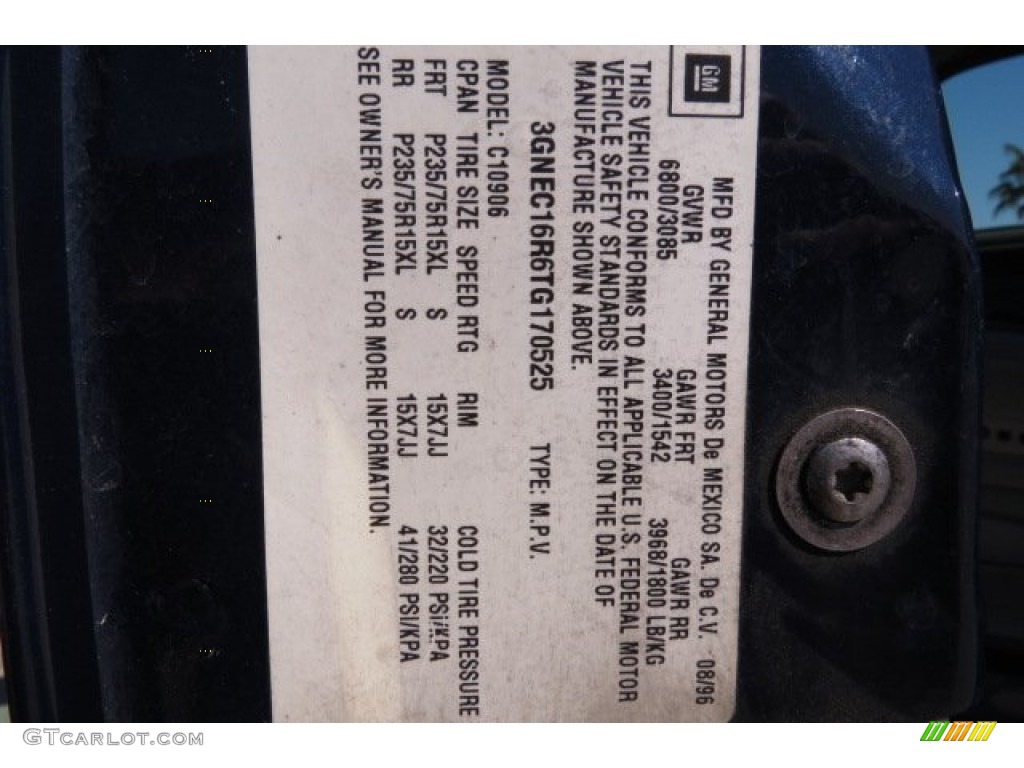 GM
MFD BY GENERAL MOTORS De MEXICO SA. De C.V. 08/96
GVWR GAWR FRT GAWR RR
6800/3085 3400/1542 3968/1800 LB/KG
THIS VEHICLE CONFORMS TO ALL APPLICABLE U.S. FEDERAL MOTOR
VEHICLE SAFETY STANDARDS IN EFFECT ON THE DATE OF
MANUFACTURE SHOWN ABOVE.
3GNEC16R6TG170525 TYPE: M.P.V.
MODEL: C10906
CPAN TIRE SIZE SPEED RTG RIM COLD TIRE PRESSURE
FRT P235/75R15XL S 15X7JJ 32/220 PSI/KPA
RR P235/75R15XL S 15X7JJ 41/280 PSI/KPA
SEE OWNER'S MANUAL FOR MORE INFORMATION.
GTCarLot.com